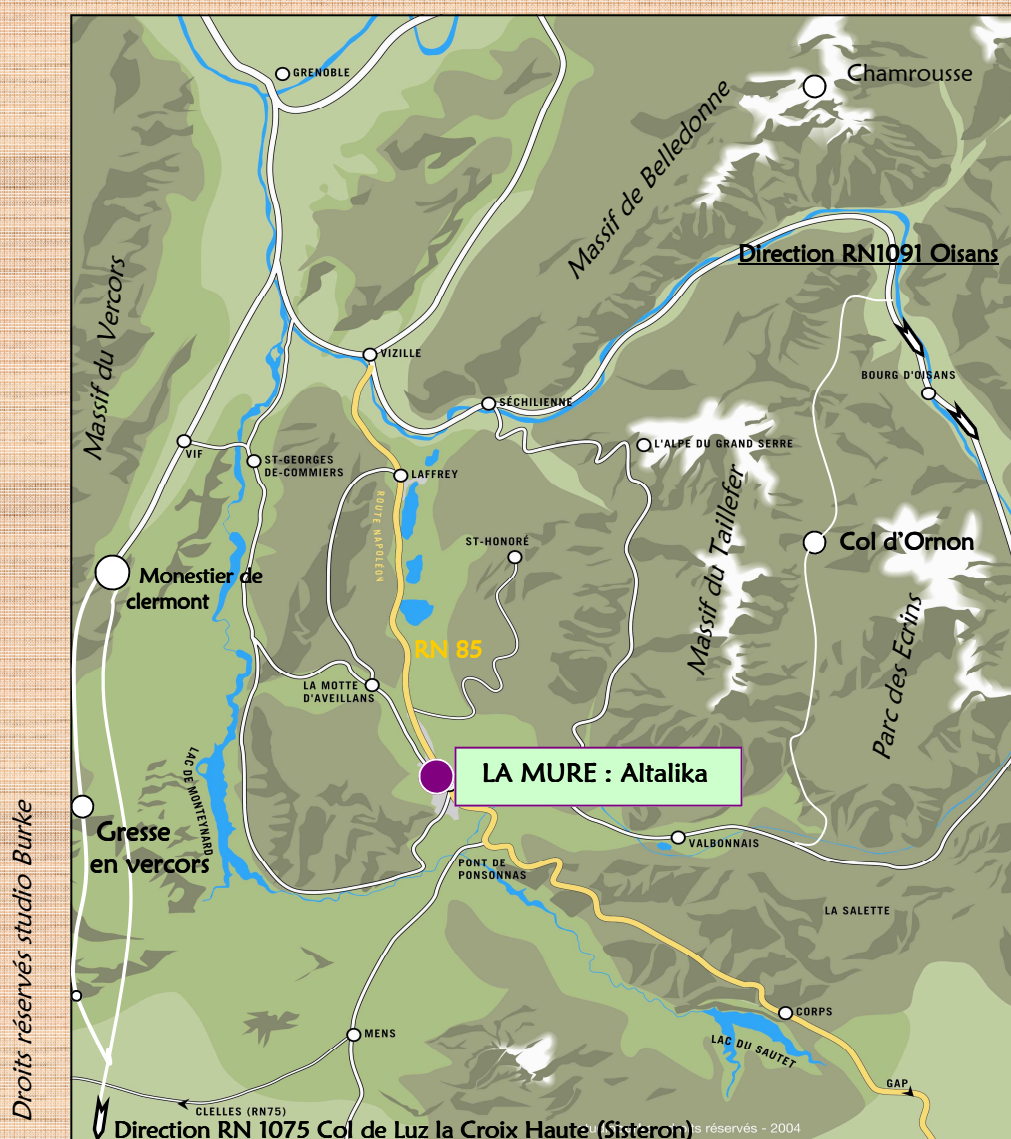 GRENOBLE
Chamrousse
Massif de Belledonne
Direction RN1091 Oisans
Massif du Vercors
VIZILLE
BOURG D'OISANS
SÉCHILIENNE
L'ALPE DU GRAND SERRE
VIF
ST-GEORGES
DE-COMMIERS
LAFFREY
ROUTE NAPOLEON
Massif du Taillefer
ST-HONORÉ
Col d'Ornon
Monestier de
clermont
Parc des Ecrins
RN 85
LA MOTTE
D'AVEILLANS
LAC DE MONTEYNARD
LA MURE : Altalika
Gresse
en vercors
VALBONNAIS
PONT DE
PONSONNAS
LA SALETTE
Droits réservés studio Burke
CORPS
MENS
LAC DU SAUTET
GAP
CLELLES (RN75)
Direction RN 1075 Col de Luz la Croix Haute (Sisteron)
réservés - 2004